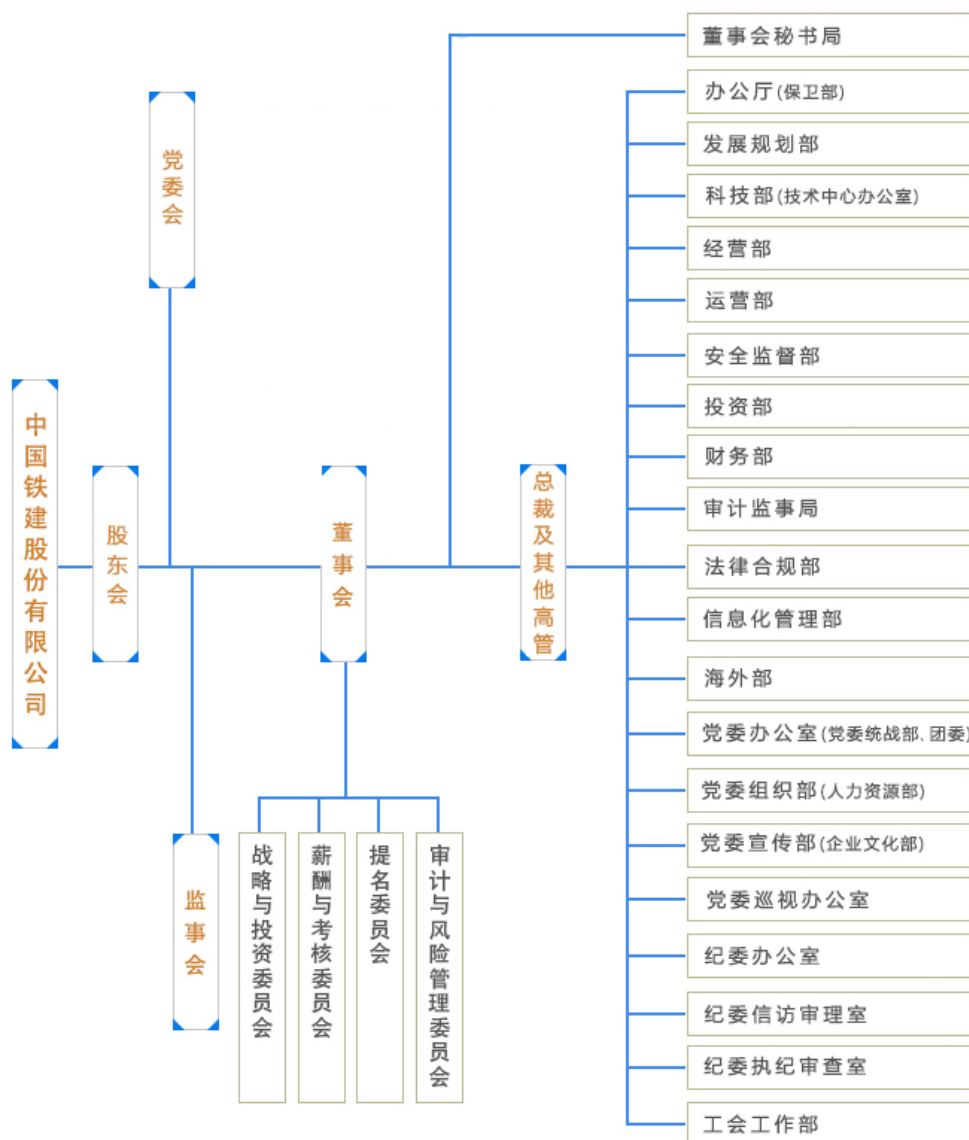 中国铁建股份有限公司
股东会
党委会
监事会
董事会
战略与投资委员会
薪酬与考核委员会
提名委员会
审计与风险管理委员会
总裁及其他高管
董事会秘书局
办公厅(保卫部)
发展规划部
科技部(技术中心办公室)
经营部
运营部
安全监督部
投资部
财务部
审计监事局
法律合规部
信息化管理部
海外部
党委办公室(党委统战部、团委)
党委组织部(人力资源部)
党委宣传部(企业文化部)
党委巡视办公室
纪委办公室
纪委信访审理室
纪委执纪审查室
工会工作部